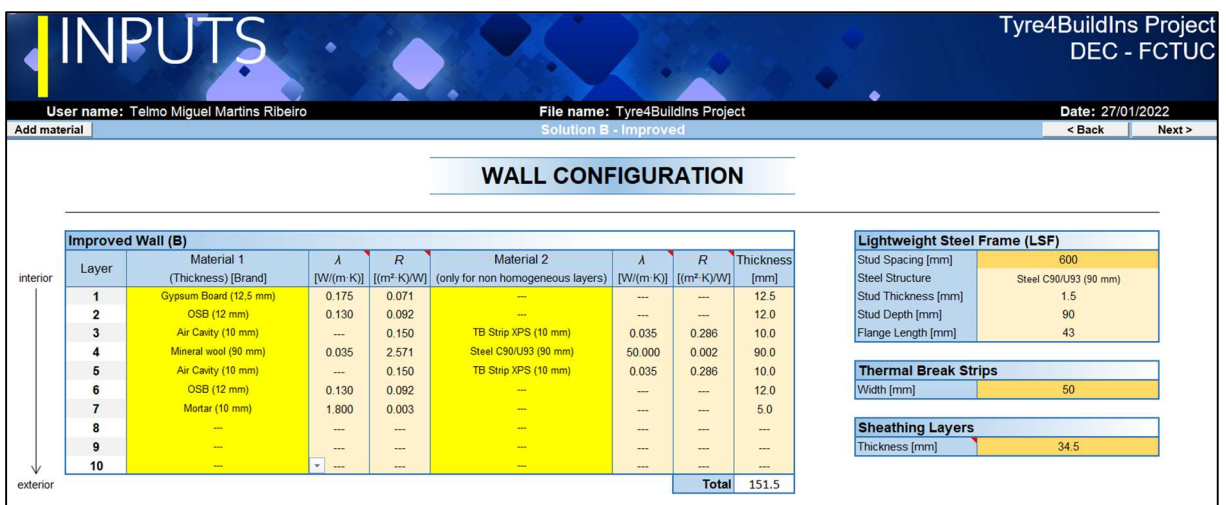 INPUTS
Tyre4BuildIns Project
DEC - FCTUC
User name: Telmo Miguel Martins Ribeiro File name: Tyre4BuildIns Project Date: 27/01/2022
Add material Solution B - Improved < Back Next >
WALL CONFIGURATION
Improved Wall (B)
Layer Material 1 λ R Material 2 λ R Thickness
(Thickness) [Brand] [W/(m·K)] [(m²·K)/W] (only for non homogeneous layers) [W/(m·K)] [(m²·K)/W] [mm]
interior
1 Gypsum Board (12,5 mm) 0.175 0.071 --- --- --- 12.5
2 OSB (12 mm) 0.130 0.092 --- --- --- 12.0
3 Air Cavity (10 mm) --- 0.150 TB Strip XPS (10 mm) 0.035 0.286 10.0
4 Mineral wool (90 mm) 0.035 2.571 Steel C90/U93 (90 mm) 50.000 0.002 90.0
5 Air Cavity (10 mm) --- 0.150 TB Strip XPS (10 mm) 0.035 0.286 10.0
6 OSB (12 mm) 0.130 0.092 --- --- --- 12.0
7 Mortar (10 mm) 1.800 0.003 --- --- --- 5.0
8 --- --- --- --- --- --- ---
9 --- --- --- --- --- --- ---
10 --- --- --- --- --- --- ---
exterior
Total 151.5
Lightweight Steel Frame (LSF)
Stud Spacing [mm] 600
Steel Structure Steel C90/U93 (90 mm)
Stud Thickness [mm] 1.5
Stud Depth [mm] 90
Flange Length [mm] 43
Thermal Break Strips
Width [mm] 50
Sheathing Layers
Thickness [mm] 34.5